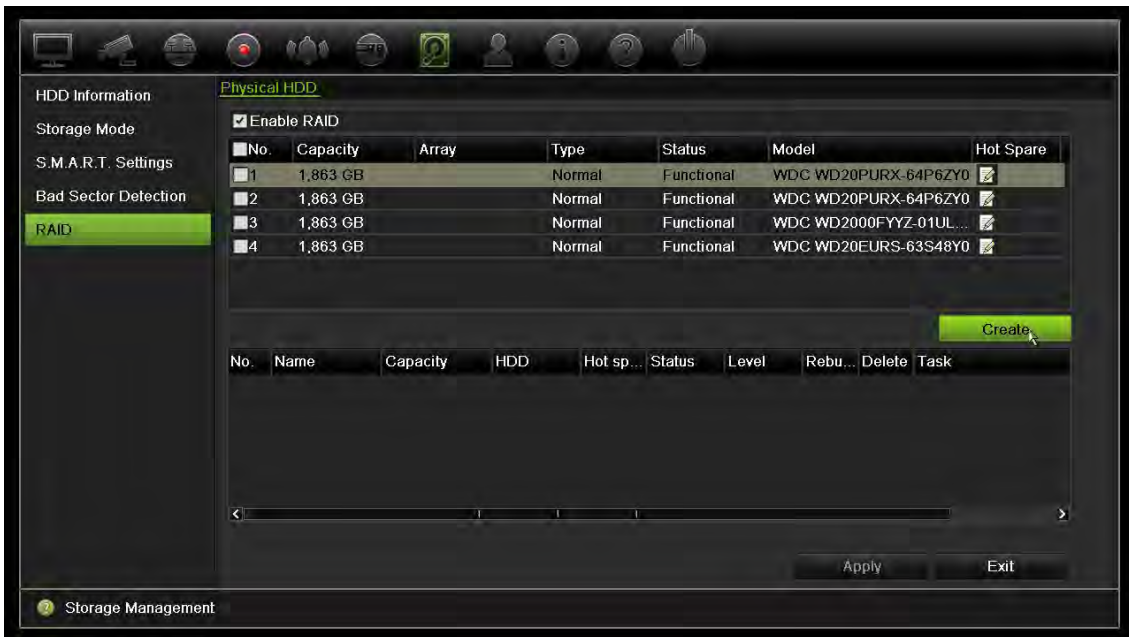 HDD Information
Storage Mode
S.M.A.R.T. Settings
Bad Sector Detection
RAID
Physical HDD
Enable RAID
No. Capacity Array Type Status Model Hot Spare
1 1,863 GB Normal Functional WDC WD20PURX-64P6ZY0
2 1,863 GB Normal Functional WDC WD20PURX-64P6ZY0
3 1,863 GB Normal Functional WDC WD2000FYYZ-01UL...
4 1,863 GB Normal Functional WDC WD20EURS-63S48Y0
Create
No. Name Capacity HDD Hot sp... Status Level Rebu... Delete Task
Apply Exit
Storage Management